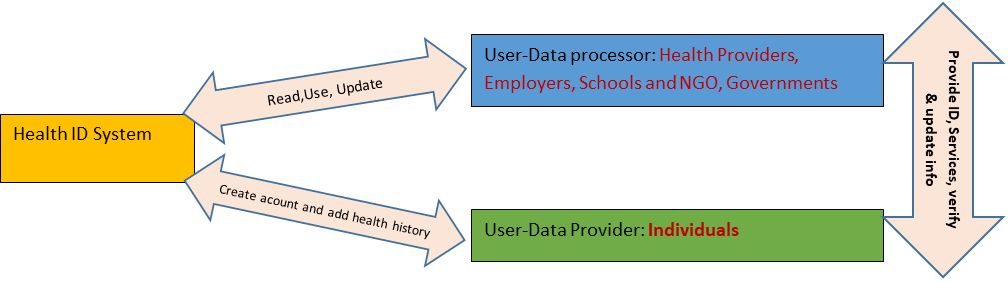 User-Data processor: Health Providers,
Employers, Schools and NGO, Governments
Read,Use, Update
Health ID System
Create acount and add health history
User-Data Provider: Individuals
Provide ID, Services, verify
& update info